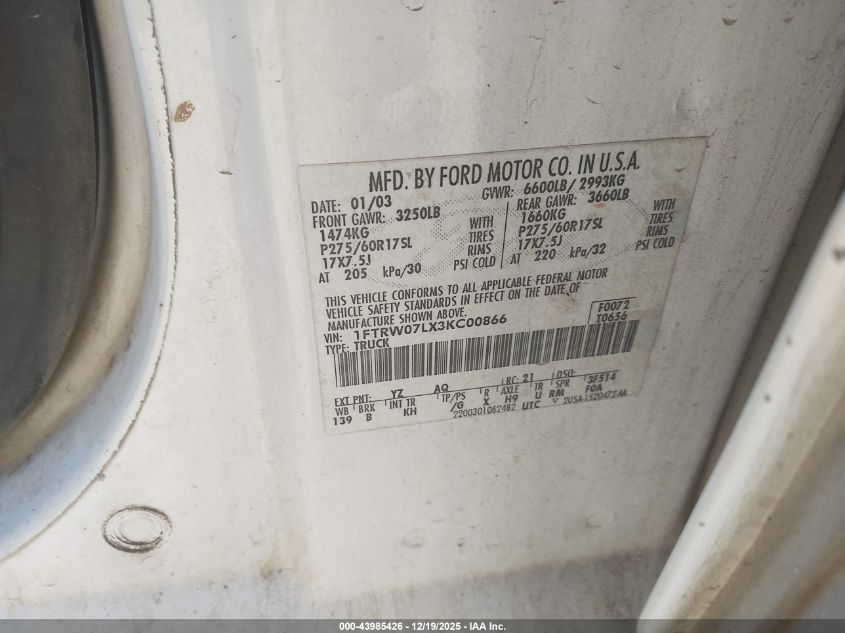 MFD. BY FORD MOTOR CO. IN U.S.A.
DATE: 01/03 GVWR: 6600LB/ 2993KG
FRONT GAWR: 3250LB REAR GAWR: 3660LB
1474KG WITH 1660KG WITH
P275/60R17SL TIRES P275/60R17SL TIRES
17X7.5J RIMS 17X7.5J RIMS
AT 205 kPa/30 PSI COLD AT 220 kPa/32 PSI COLD
THIS VEHICLE CONFORMS TO ALL APPLICABLE FEDERAL MOTOR
VEHICLE SAFETY STANDARDS IN EFFECT ON THE DATE OF
MANUFACTURE SHOWN ABOVE.
VIN: 1FTRW07LX3KC00866 F0072
TYPE: TRUCK T0656
EXT PNT: YZ AQ RC: 21 DSO: 3F514
WB BRK INT TR TP/PS R AXLE TR SPR F0A
139 B KH /G X H9 U RM
2200301062482 UTC 2USA-1520472-AA
000-43985426 - 12/19/2025 - IAA Inc.